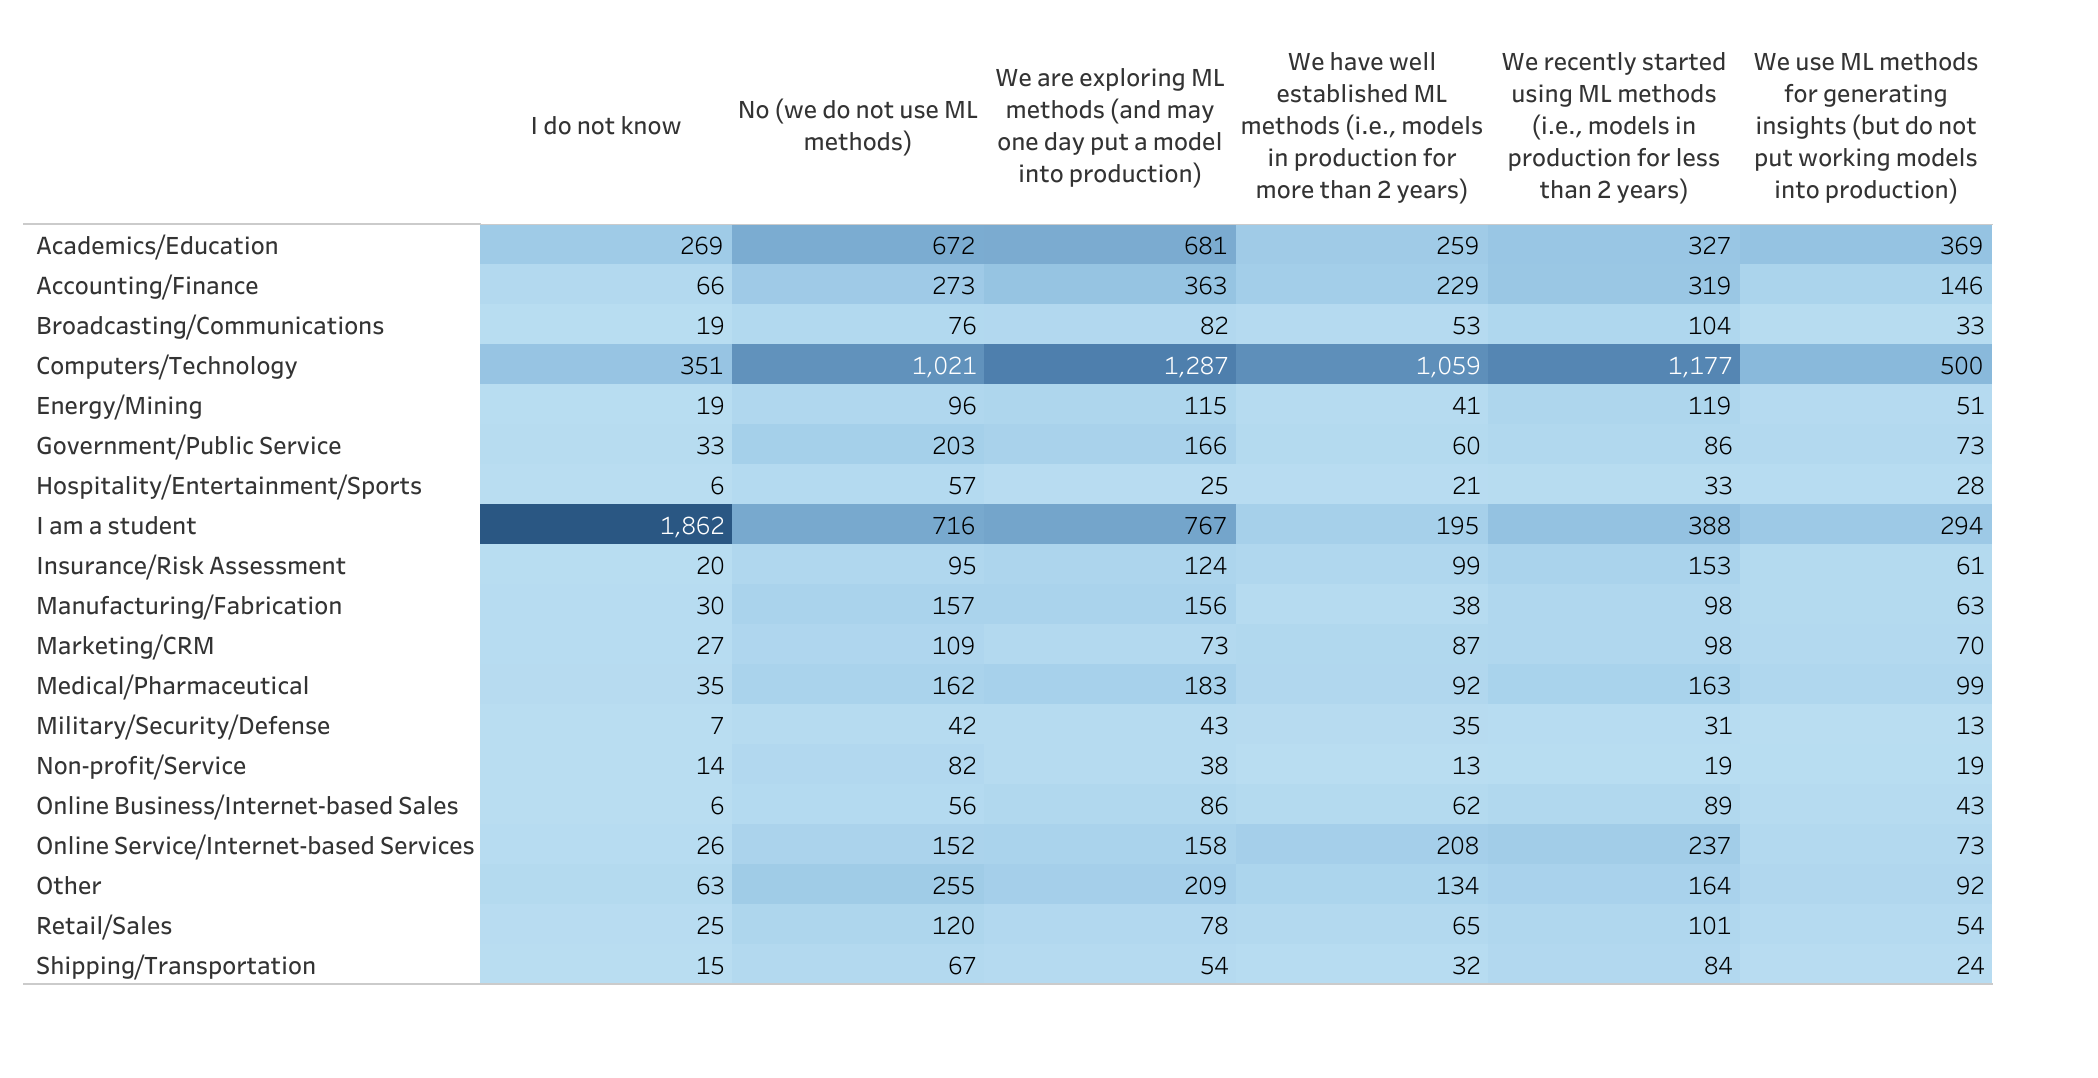 I do not know
No (we do not use ML
methods)
We are exploring ML
methods (and may
one day put a model
into production)
We have well
established ML
methods (i.e., models
in production for
more than 2 years)
We recently started
using ML methods
(i.e., models in
production for less
than 2 years)
We use ML methods
for generating
insights (but do not
put working models
into production)
Academics/Education 269 672 681 259 327 369
Accounting/Finance 66 273 363 229 319 146
Broadcasting/Communications 19 76 82 53 104 33
Computers/Technology 351 1,021 1,287 1,059 1,177 500
Energy/Mining 19 96 115 41 119 51
Government/Public Service 33 203 166 60 86 73
Hospitality/Entertainment/Sports 6 57 25 21 33 28
I am a student 1,862 716 767 195 388 294
Insurance/Risk Assessment 20 95 124 99 153 61
Manufacturing/Fabrication 30 157 156 38 98 63
Marketing/CRM 27 109 73 87 98 70
Medical/Pharmaceutical 35 162 183 92 163 99
Military/Security/Defense 7 42 43 35 31 13
Non-profit/Service 14 82 38 13 19 19
Online Business/Internet-based Sales 6 56 86 62 89 43
Online Service/Internet-based Services 26 152 158 208 237 73
Other 63 255 209 134 164 92
Retail/Sales 25 120 78 65 101 54
Shipping/Transportation 15 67 54 32 84 24